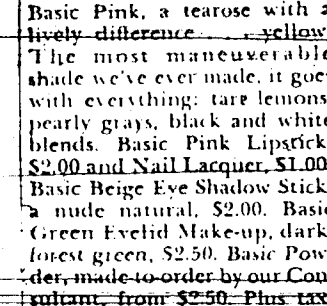 Basic Pink, a tearose with a
lively difference . . . yellow
The most maneuverable
shade we've ever made, it goe
with everything: tare lemons
pearly grays, black and white
blends. Basic Pink Lipstick
$2.00 and Nail Lacquer, $1.00
Basic Beige Eye Shadow Stick
a nude natural, $2.00. Basi
Green Eyelid Make-up, dark
forest green, $2.50. Basic Pow
der, made-to-order by our Con
sultant, from $2.50. Plus tax